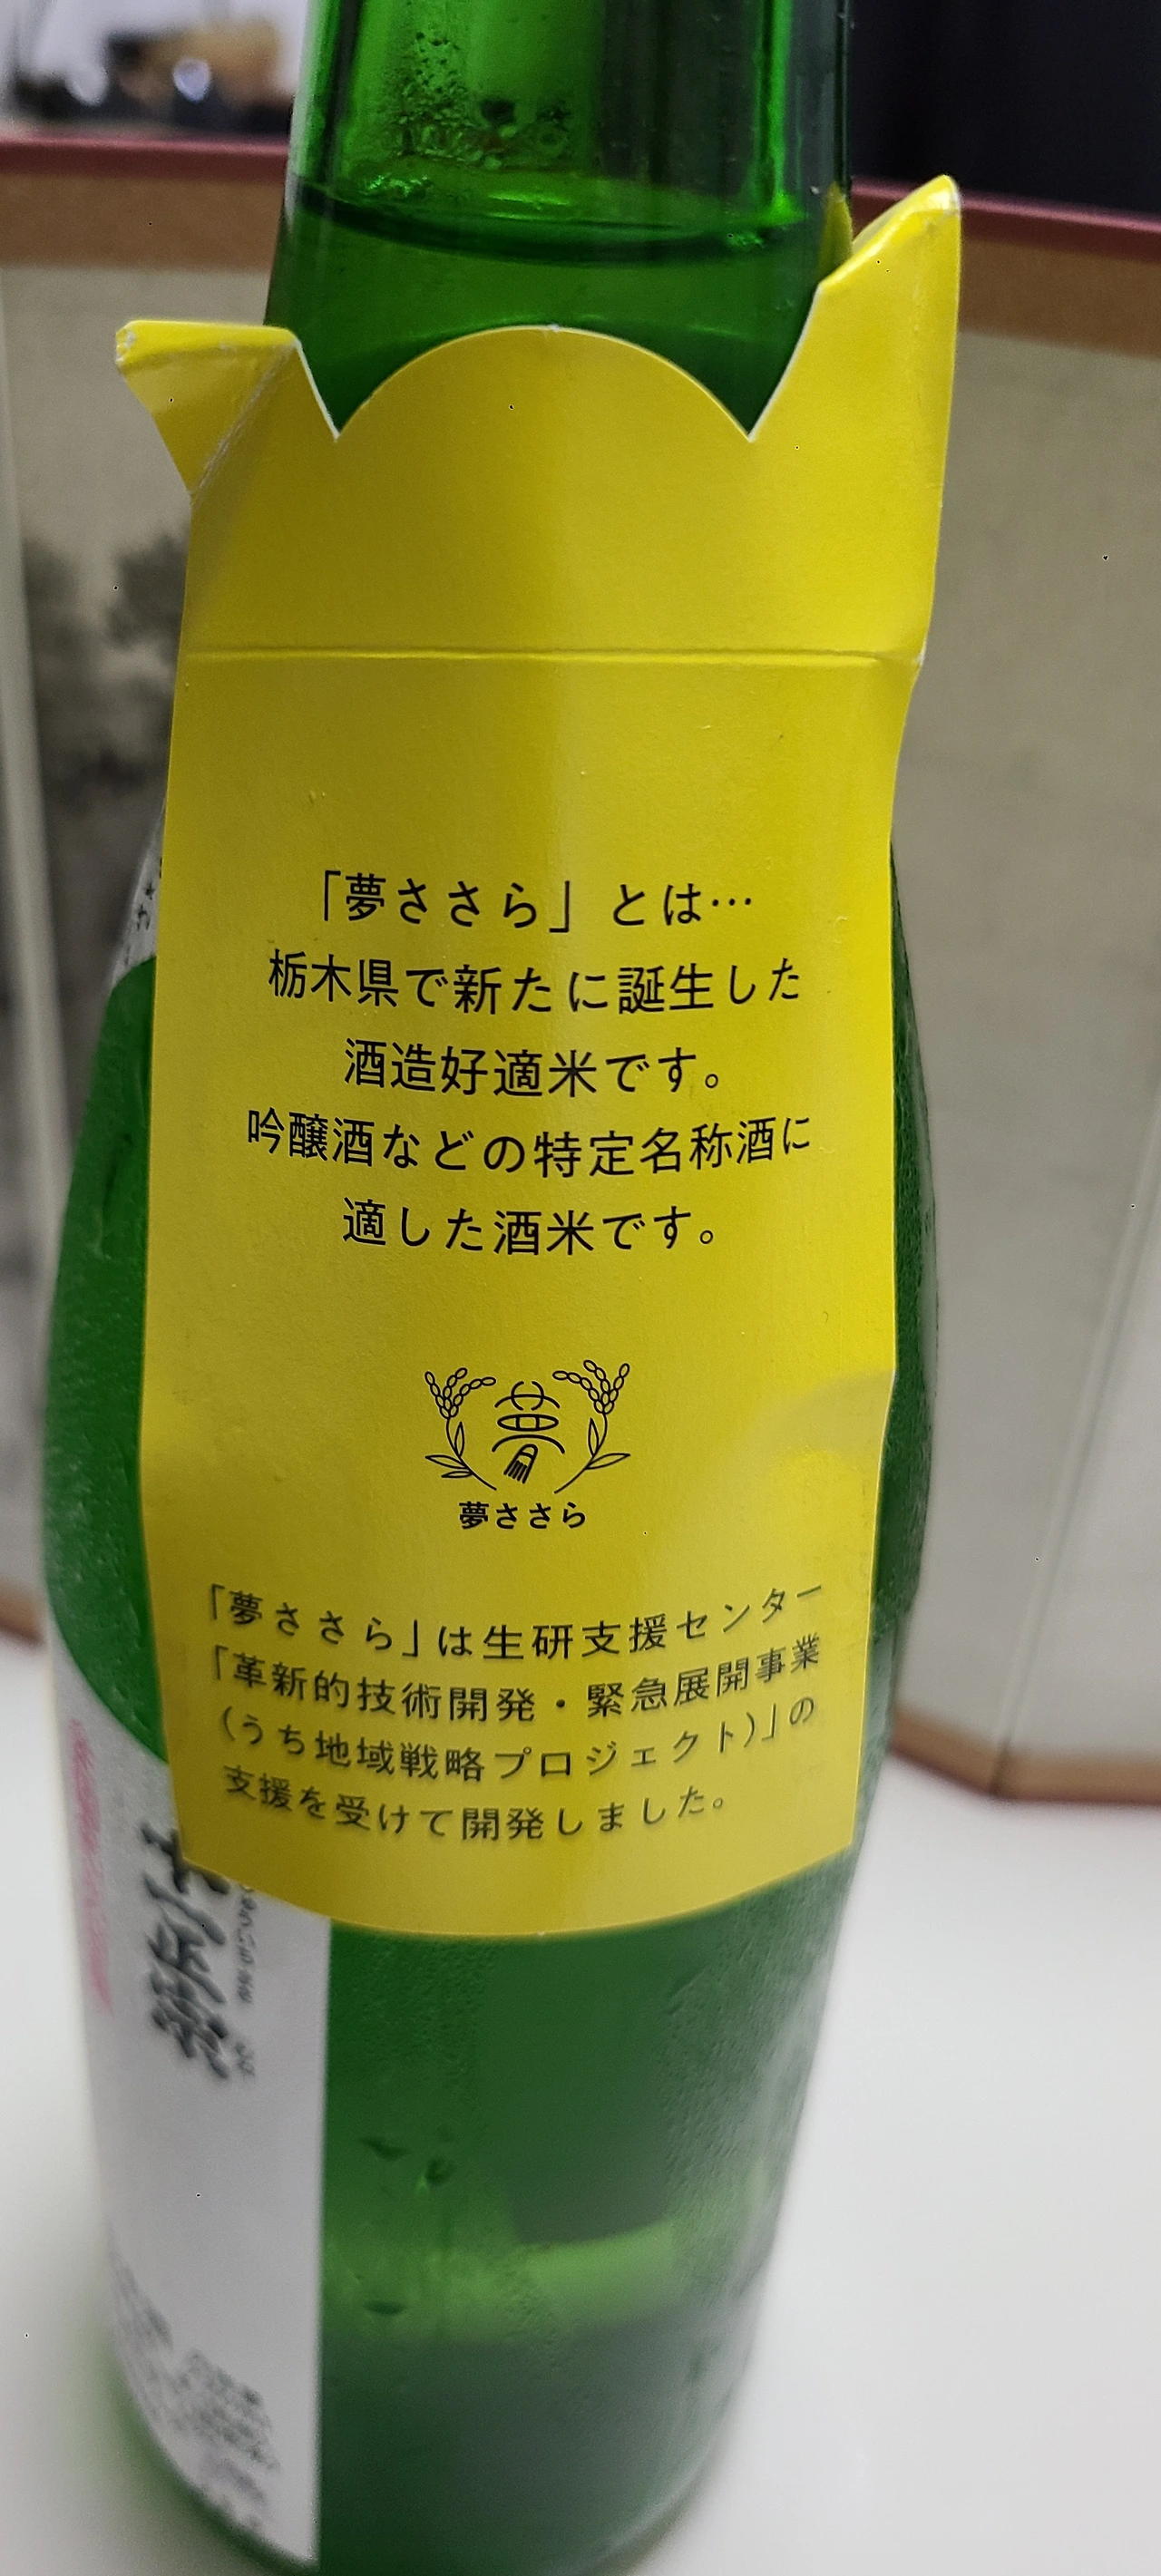 「夢ささら」とは…
栃木県で新たに誕生した
酒造好適米です。
吟醸酒などの特定名称酒に
適した酒米です。
夢
夢ささら
「夢ささら」は生研支援センター
「革新的技術開発・緊急展開事業
(うち地域戦略プロジェクト)」の
支援を受けて開発しました。